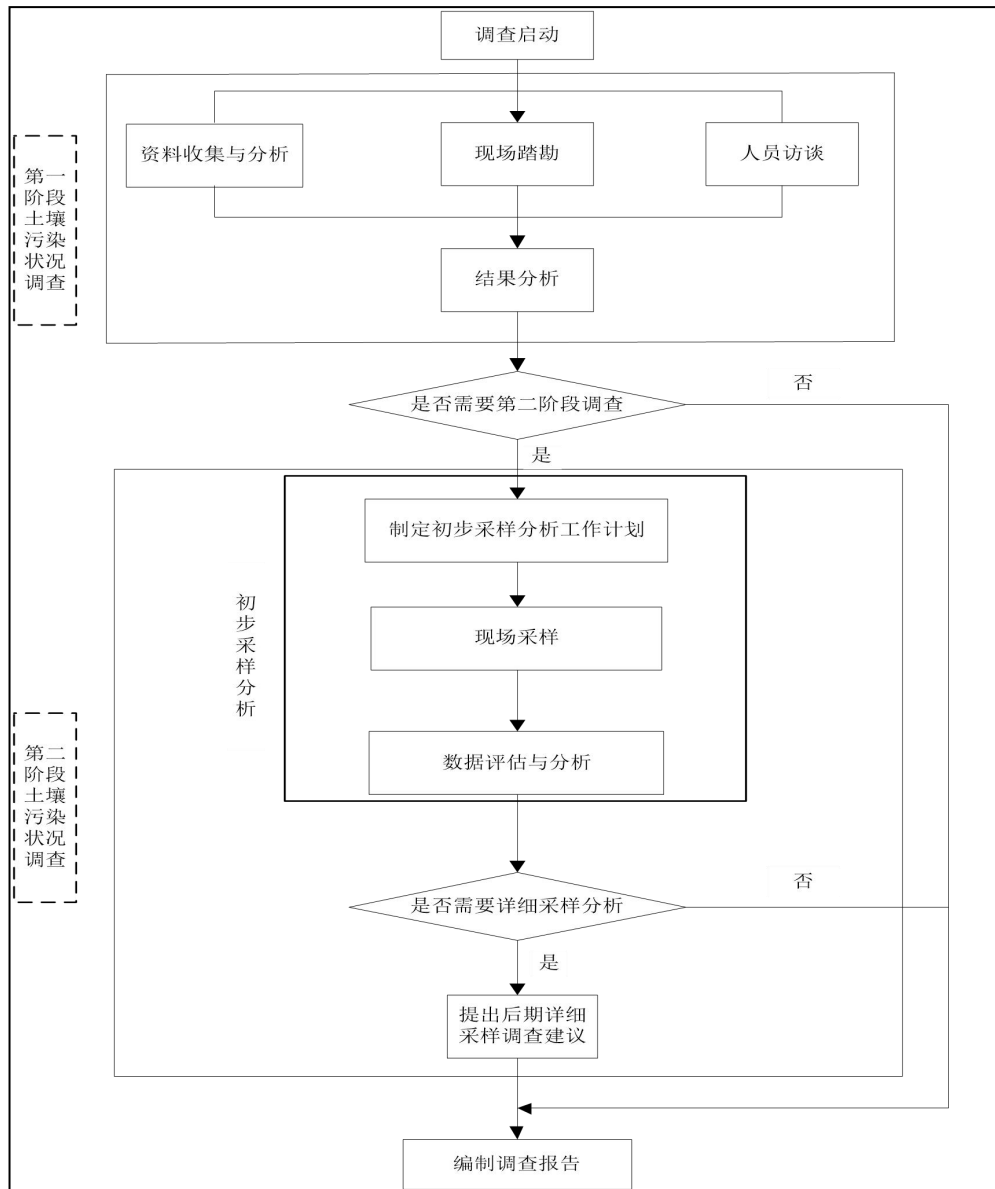 调查启动
资料收集与分析
现场踏勘
人员访谈
第一
阶段
土壤
污染
状况
调查
结果分析
是否需要第二阶段调查
否
是
制定初步采样分析工作计划
现场采样
数据评估与分析
初
步
采
样
分
析
第二
阶段
土壤
污染
状况
调查
是否需要详细采样分析
否
是
提出后期详细
采样调查建议
编制调查报告